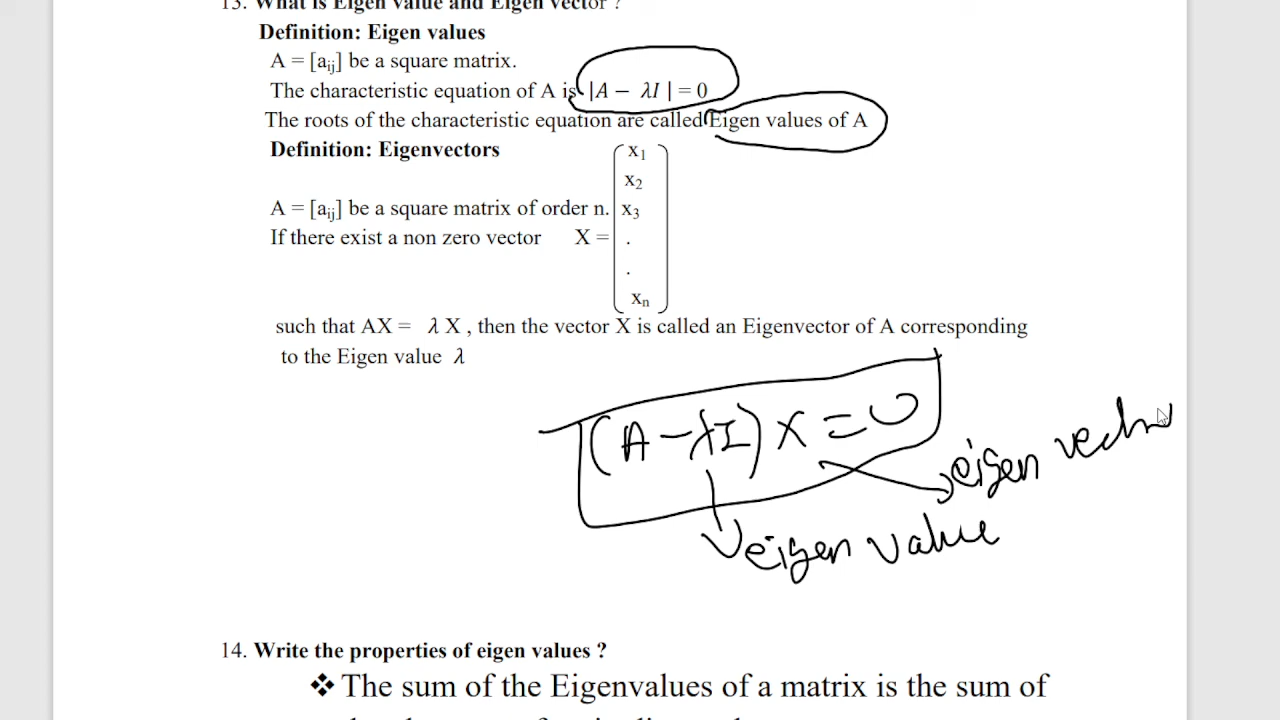 13. What is Eigen value and Eigen vector ?
Definition: Eigen values
A = [aij] be a square matrix.
The characteristic equation of A is |A − λI | = 0
The roots of the characteristic equation are called Eigen values of A
Definition: Eigenvectors
x1
x2
A = [aij] be a square matrix of order n. x3
If there exist a non zero vector X = .
.
xn
such that AX = λ X , then the vector X is called an Eigenvector of A corresponding
to the Eigen value λ
(A − λI) X = 0
eigen vector
eigen value
14. Write the properties of eigen values ?
❖ The sum of the Eigenvalues of a matrix is the sum of